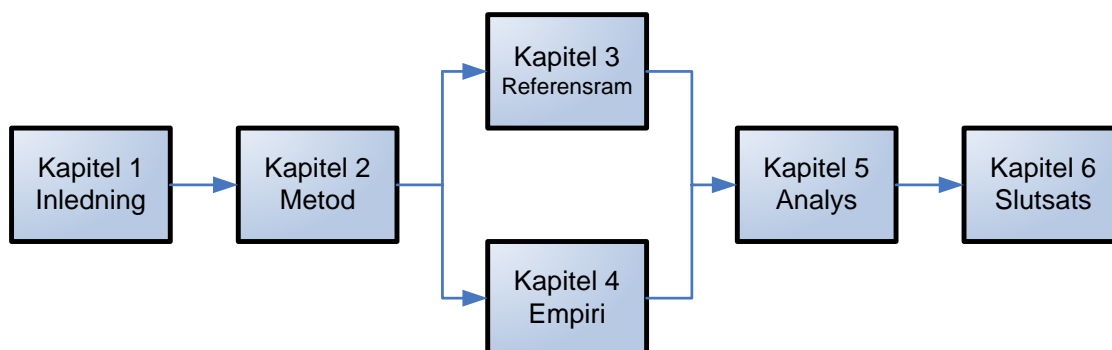 Kapitel 1
Inledning
Kapitel 2
Metod
Kapitel 3
Referensram
Kapitel 4
Empiri
Kapitel 5
Analys
Kapitel 6
Slutsats